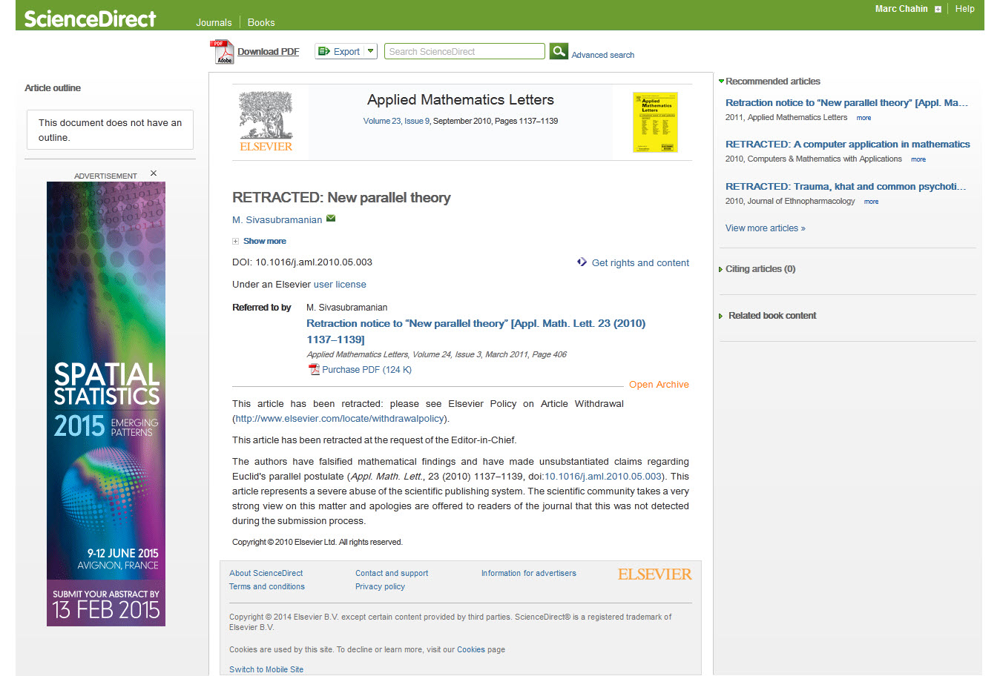 ScienceDirect
Journals
Books
Marc Chahin
Help
PDF
Adobe
Download PDF
Export
Search ScienceDirect
Advanced search
Article outline
This document does not have an
outline.
ADVERTISEMENT
SPATIAL
STATISTICS
2015 EMERGING
PATTERNS
9-12 JUNE 2015
AVIGNON, FRANCE
SUBMIT YOUR ABSTRACT BY
13 FEB 2015
ELSEVIER
Applied Mathematics Letters
Volume 23, Issue 9, September 2010, Pages 1137–1139
Applied
Mathematics
Letters
RETRACTED: New parallel theory
M. Sivasubramanian
Show more
DOI: 10.1016/j.aml.2010.05.003
Get rights and content
Under an Elsevier user license
Referred to by M. Sivasubramanian
Retraction notice to “New parallel theory” [Appl. Math. Lett. 23 (2010)
1137–1139]
Applied Mathematics Letters, Volume 24, Issue 3, March 2011, Page 406
Purchase PDF (124 K)
Open Archive
This article has been retracted: please see Elsevier Policy on Article Withdrawal
(http://www.elsevier.com/locate/withdrawalpolicy).
This article has been retracted at the request of the Editor-in-Chief.
The authors have falsified mathematical findings and have made unsubstantiated claims regarding
Euclid's parallel postulate (Appl. Math. Lett., 23 (2010) 1137–1139, doi:10.1016/j.aml.2010.05.003). This
article represents a severe abuse of the scientific publishing system. The scientific community takes a very
strong view on this matter and apologies are offered to readers of the journal that this was not detected
during the submission process.
Copyright © 2010 Elsevier Ltd. All rights reserved.
About ScienceDirect
Contact and support
Information for advertisers
Terms and conditions
Privacy policy
ELSEVIER
Copyright © 2014 Elsevier B.V. except certain content provided by third parties. ScienceDirect® is a registered trademark of
Elsevier B.V.
Cookies are used by this site. To decline or learn more, visit our Cookies page
Switch to Mobile Site
Recommended articles
Retraction notice to “New parallel theory” [Appl. Ma…
2011, Applied Mathematics Letters more
RETRACTED: A computer application in mathematics
2010, Computers & Mathematics with Applications more
RETRACTED: Trauma, khat and common psychoti…
2010, Journal of Ethnopharmacology more
View more articles »
Citing articles (0)
Related book content